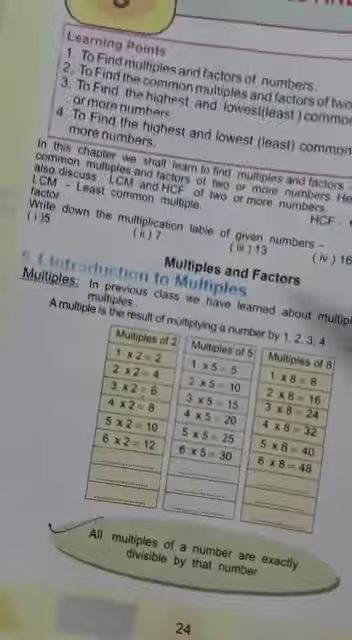 Learning Points
1. To Find multiples and factors of numbers.
2. To Find the common multiples and factors of two
3. To Find the highest and lowest(least) common
or more numbers
4. To Find the highest and lowest (least) common
more numbers.
In this chapter we shall learn to find multiples and factors
common multiples and factors of two or more numbers. He
also discuss LCM and HCF of two or more numbers.
LCM - Least common multiple. HCF -
factor
Write down the multiplication table of given numbers –
( i )5 ( ii ) 7 ( iii ) 13 ( iv ) 16
Multiples and Factors
Introduction to Multiples
Multiples: In previous class we have learned about
multiples.
A multiple is the result of multiplying a number by 1, 2, 3, 4
Multiples of 2 Multiples of 5 Multiples of 8
1 x 2 = 2 1 x 5 = 5 1 x 8 = 8
2 x 2 = 4 2 x 5 = 10 2 x 8 = 16
3 x 2 = 6 3 x 5 = 15 3 x 8 = 24
4 x 2 = 8 4 x 5 = 20 4 x 8 = 32
5 x 2 = 10 5 x 5 = 25 5 x 8 = 40
6 x 2 = 12 6 x 5 = 30 6 x 8 = 48
All multiples of a number are exactly
divisible by that number
24